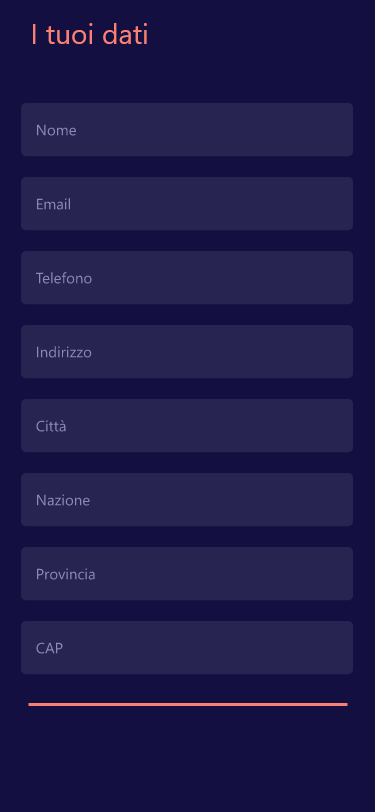 I tuoi dati
Nome
Email
Telefono
Indirizzo
Città
Nazione
Provincia
CAP